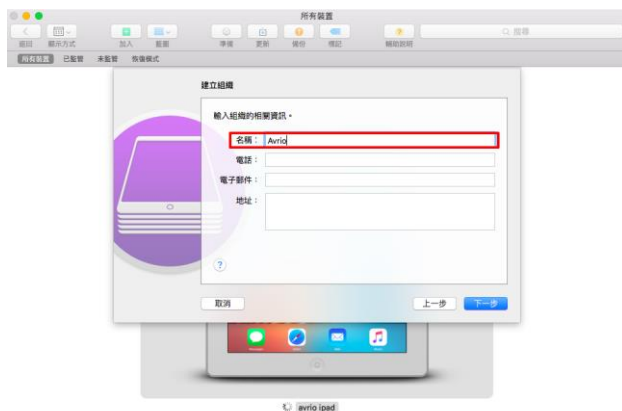 所有裝置
返回 顯示方式 加入 藍圖 準備 更新 備份 標記 輔助說明 搜尋
所有裝置 已監管 未監管 恢復模式
建立組織
輸入組織的相關資訊。
名稱： Avrio
電話：
電子郵件：
地址：
?
取消 上一步 下一步
avrio ipad